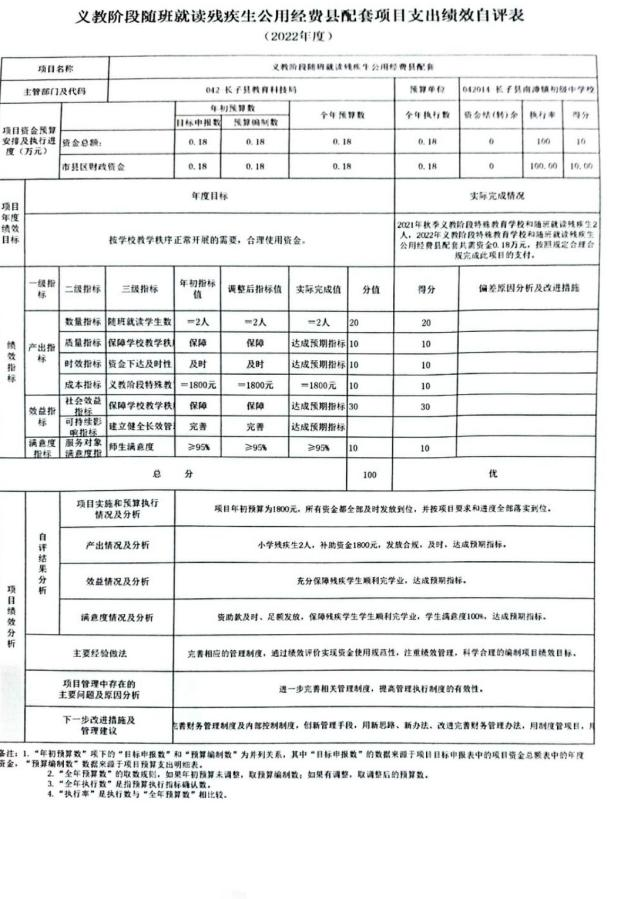 义教阶段随班就读残疾生公用经费县配套项目支出绩效自评表
（2022年度）
项目名称 义教阶段随班就读残疾生公用经费县配套
主管部门及代码 042 长子县教育科技局 预算单位 042014 长子县南漳镇初级中学校
项目资金预算安排及执行进度（万元） 年初预算数 全年预算数 全年执行数 资金结(转)余 执行率 得分
目标申报数 预算编制数
资金总额: 0.18 0.18 0.18 0.18 0 100 10
市县区财政资金 0.18 0.18 0.18 0.18 0 100.00 10.00
项目年度绩效目标 年度目标 实际完成情况
按学校教学秩序正常开展的需要，合理使用资金。
2021年秋季义教阶段特殊教育学校和随班就读残疾生2
人，2022年义教阶段特殊教育学校和随班就读残疾生
公用经费县配套共需资金0.18万元，按照规定合理合
规完成此项目的支付。
绩效指标 一级指标 二级指标 三级指标 年初指标值 调整后指标值 实际完成值 分值 得分 偏差原因分析及改进措施
产出指标 数量指标 随班就读学生数 =2人 =2人 =2人 20 20
质量指标 保障学校教学秩 保障 保障 达成预期指标 10 10
时效指标 资金下达及时性 及时 及时 达成预期指标 10 10
成本指标 义教阶段特殊教 =1800元 =1800元 =1800元 10 10
效益指标 社会效益指标 保障学校教学秩 保障 保障 达成预期指标 30 30
可持续影响指标 建立健全长效管 完善 完善 达成预期指标
满意度指标 服务对象满意度指 师生满意度 ≥95% ≥95% ≥95% 10 10
总 分 100 优
项目绩效分析 自评结果分析 项目实施和预算执行情况及分析 项目年初预算为1800元，所有资金都全部及时发放到位，并按项目要求和进度全部落实到位。
产出情况及分析 小学残疾生2人，补助资金1800元，发放合规，及时，达成预期指标。
效益情况及分析 充分保障残疾学生顺利完学业，达成预期指标。
满意度情况及分析 资助款及时、足额发放，保障残疾学生学生顺利完学业，学生满意度100%，达成预期指标。
主要经验做法 完善相应的管理制度，通过绩效评价实现资金使用规范性，注重绩效管理，科学合理的编制项目绩效目标。
项目管理中存在的主要问题及原因分析 进一步完善相关管理制度，提高管理执行制度的有效性。
下一步改进措施及管理建议 完善财务管理制度及内部控制制度，创新管理手段，用新思路、新办法、改进完善财务管理办法，用制度管项目，用
备注：1.“年初预算数”项下的“目标申报数”和“预算编制数”为并列关系，其中“目标申报数”的数据来源于项目目标申报表中的项目资金总额表中的年度
资金，“预算编制数”数据来源于项目预算支出明细表。
2.“全年预算数”的取数规则，如果年初预算未调整，取预算编制数；如果有调整，取调整后的预算数。
3.“全年执行数”是指预算执行指标确认数。
4.“执行率”是执行数与“全年预算数”相比较。